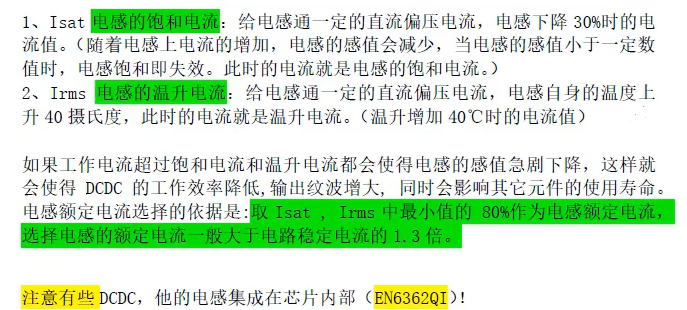 1、Isat 电感的饱和电流：给电感通一定的直流偏压电流，电感下降 30%时的电
流值。（随着电感上电流的增加，电感的感值会减少，当电感的感值小于一定数
值时，电感饱和即失效。此时的电流就是电感的饱和电流。）
2、Irms 电感的温升电流：给电感通一定的直流偏压电流，电感自身的温度上
升 40 摄氏度，此时的电流就是温升电流。（温升增加 40℃时的电流值）
如果工作电流超过饱和电流和温升电流都会使得电感的感值急剧下降，这样就
会使得 DCDC 的工作效率降低,输出纹波增大, 同时会影响其它元件的使用寿命。
电感额定电流选择的依据是:取 Isat , Irms 中最小值的 80%作为电感额定电流，
选择电感的额定电流一般大于电路稳定电流的 1.3 倍。
注意有些 DCDC，他的电感集成在芯片内部（EN6362QI）!